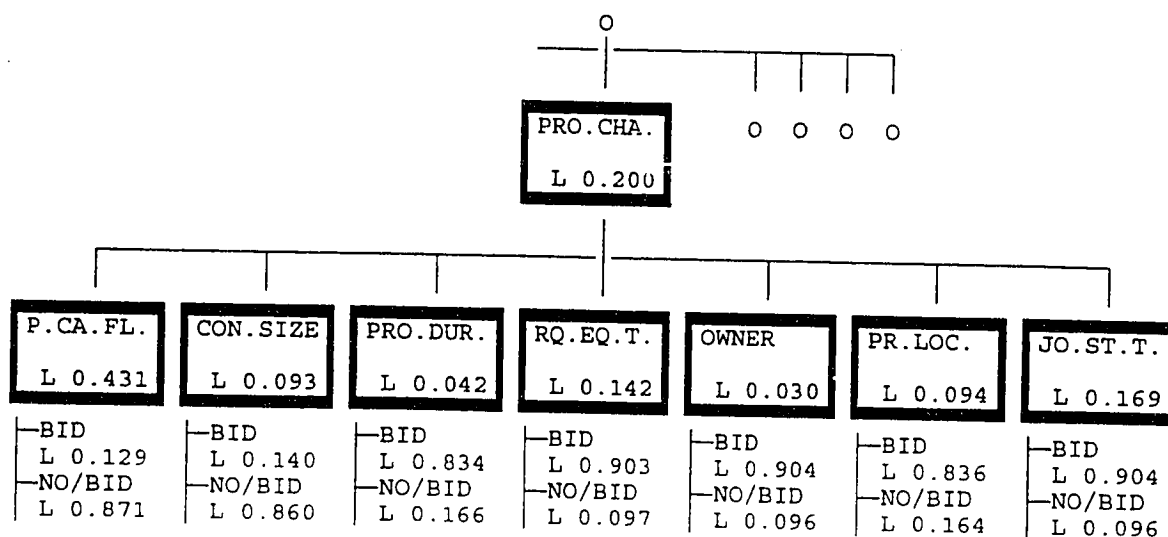 O
PRO.CHA.
L 0.200
O O O O
P.CA.FL.
L 0.431
BID
L 0.129
NO/BID
L 0.871
CON.SIZE
L 0.093
BID
L 0.140
NO/BID
L 0.860
PRO.DUR.
L 0.042
BID
L 0.834
NO/BID
L 0.166
RQ.EQ.T.
L 0.142
BID
L 0.903
NO/BID
L 0.097
OWNER
L 0.030
BID
L 0.904
NO/BID
L 0.096
PR.LOC.
L 0.094
BID
L 0.836
NO/BID
L 0.164
JO.ST.T.
L 0.169
BID
L 0.904
NO/BID
L 0.096